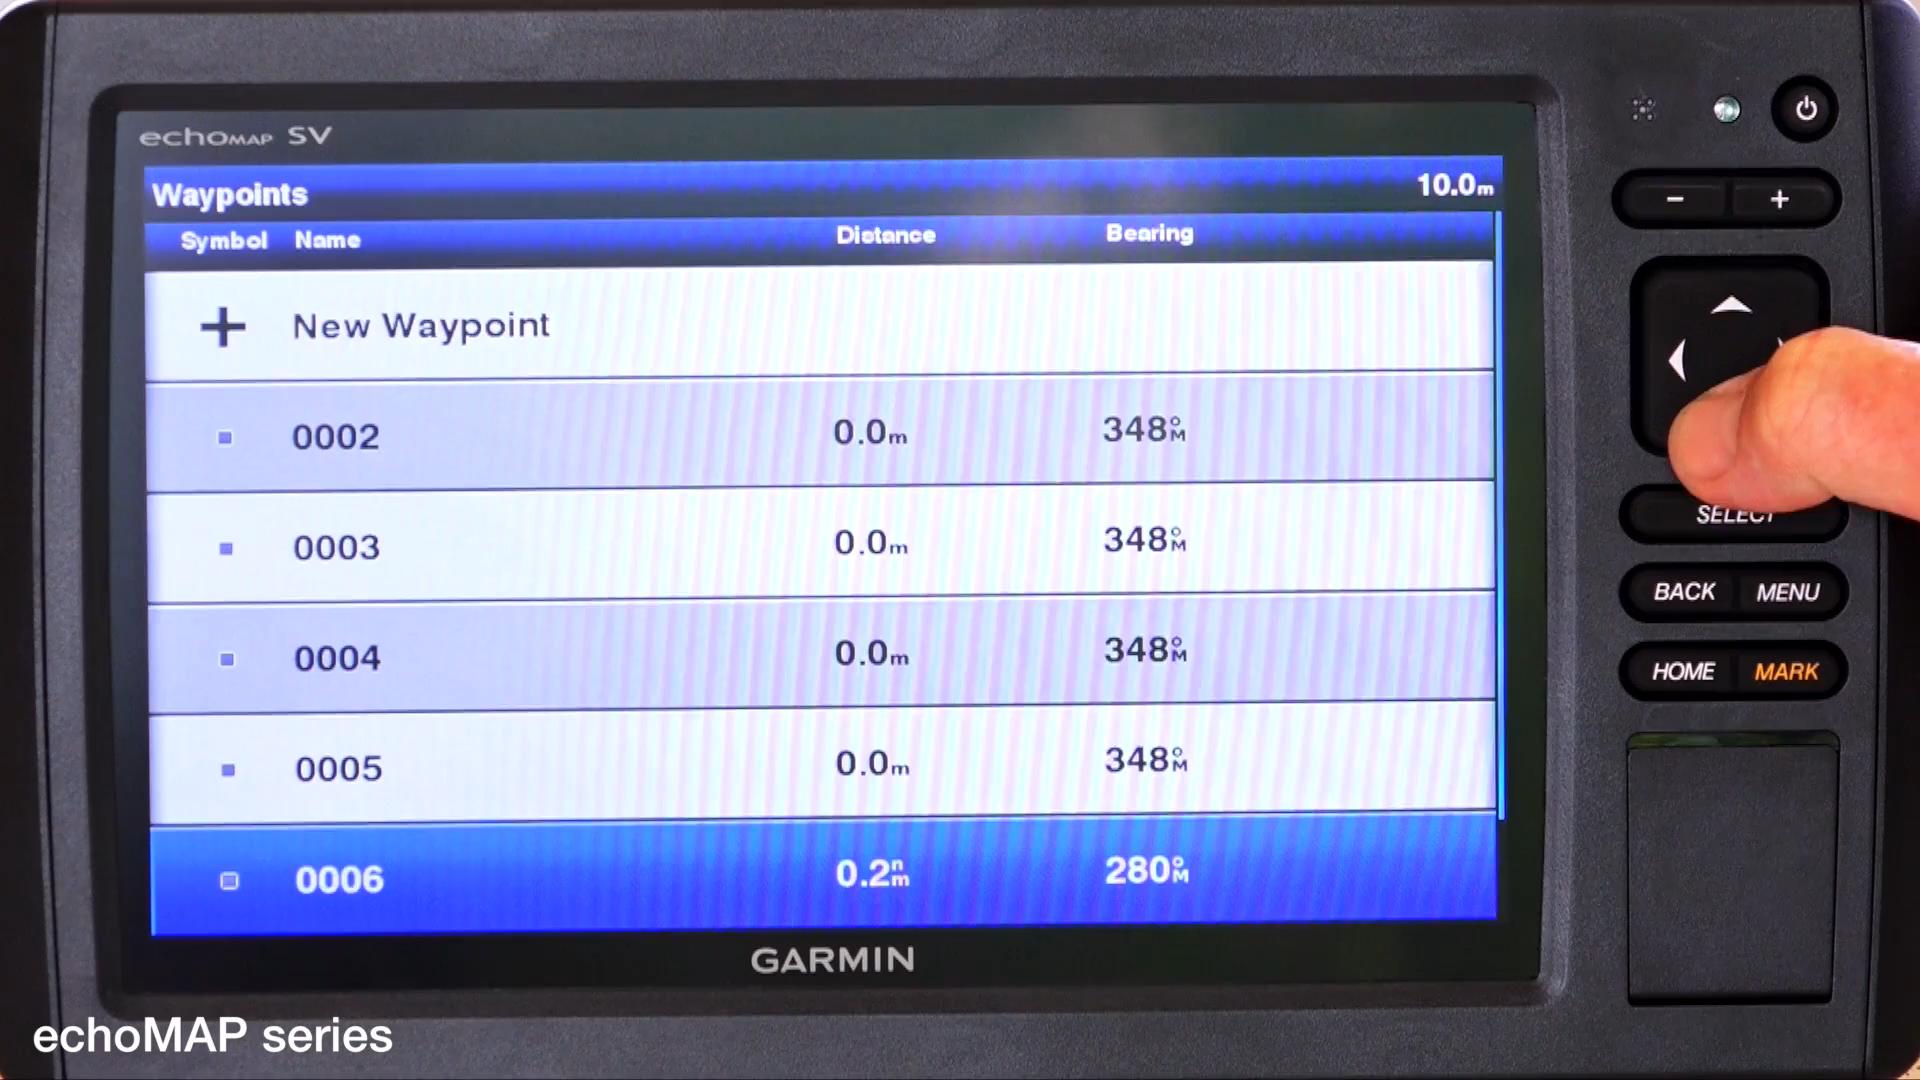 echoMAP SV
Waypoints 10.0m
Symbol Name Distance Bearing
+ New Waypoint
0002 0.0m 348°M
0003 0.0m 348°M
0004 0.0m 348°M
0005 0.0m 348°M
0006 0.2nm 280°M
GARMIN
- +
SELECT
BACK MENU
HOME MARK
echoMAP series